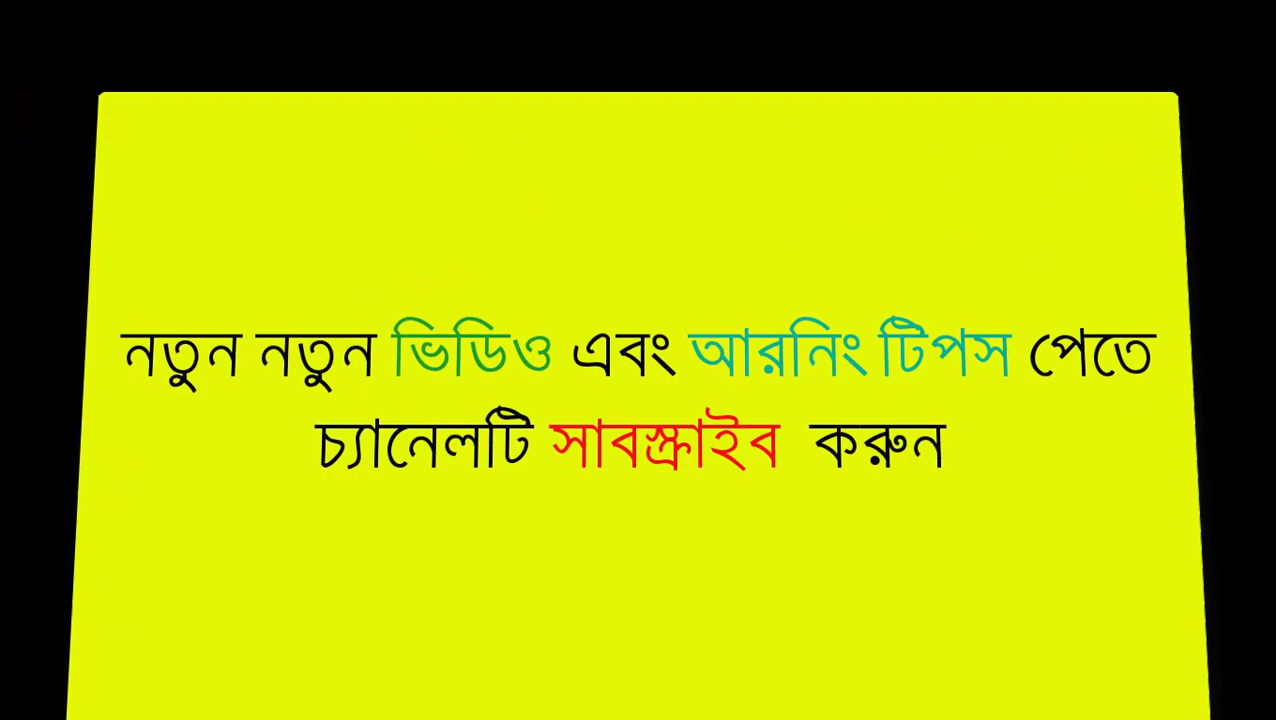 নতুন নতুন ভিডিও এবং আরনিং টিপস পেতে
চ্যানেলটি সাবস্ক্রাইব করুন